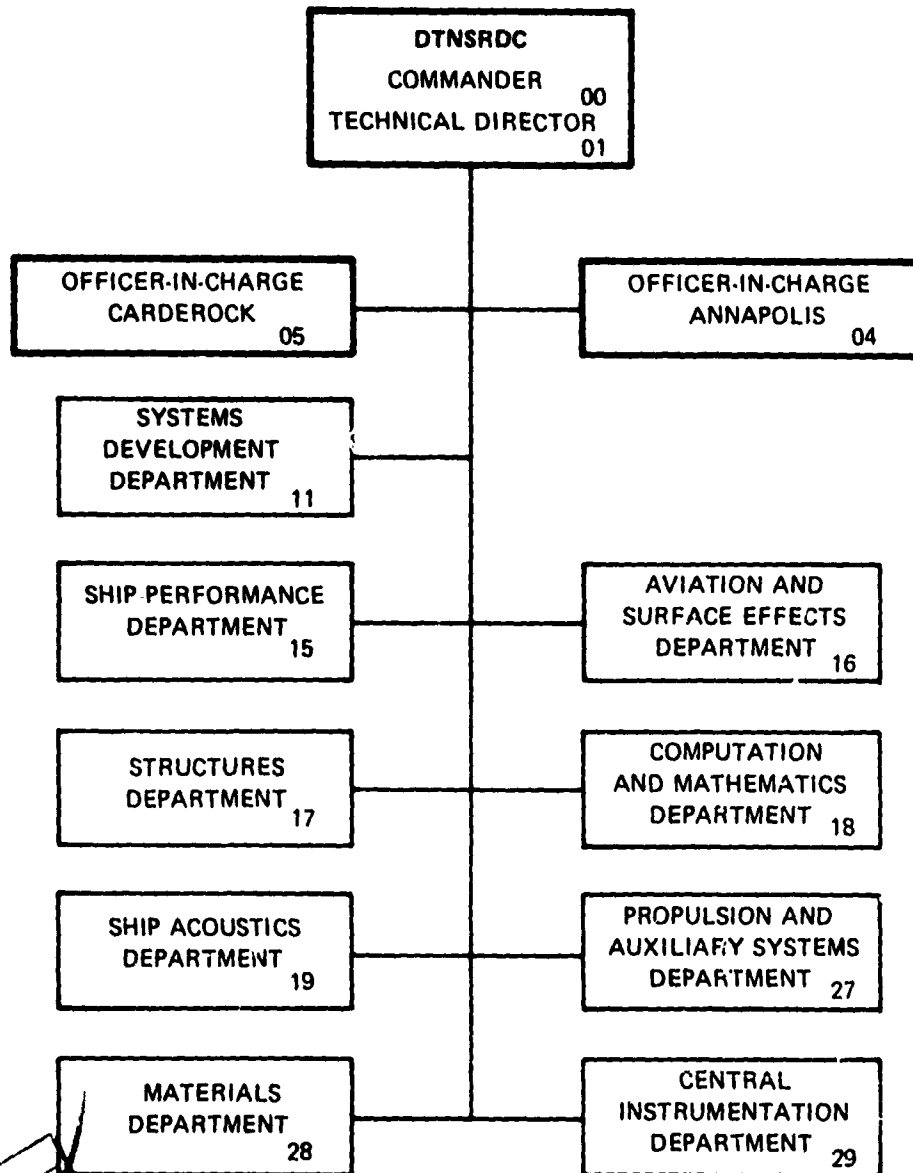 DTNSRDC
COMMANDER
00
TECHNICAL DIRECTOR
01
OFFICER-IN-CHARGE
CARDEROCK
05
OFFICER-IN-CHARGE
ANNAPOLIS
04
SYSTEMS
DEVELOPMENT
DEPARTMENT
11
SHIP PERFORMANCE
DEPARTMENT
15
AVIATION AND
SURFACE EFFECTS
DEPARTMENT
16
STRUCTURES
DEPARTMENT
17
COMPUTATION
AND MATHEMATICS
DEPARTMENT
18
SHIP ACOUSTICS
DEPARTMENT
19
PROPULSION AND
AUXILIARY SYSTEMS
DEPARTMENT
27
MATERIALS
DEPARTMENT
28
CENTRAL
INSTRUMENTATION
DEPARTMENT
29